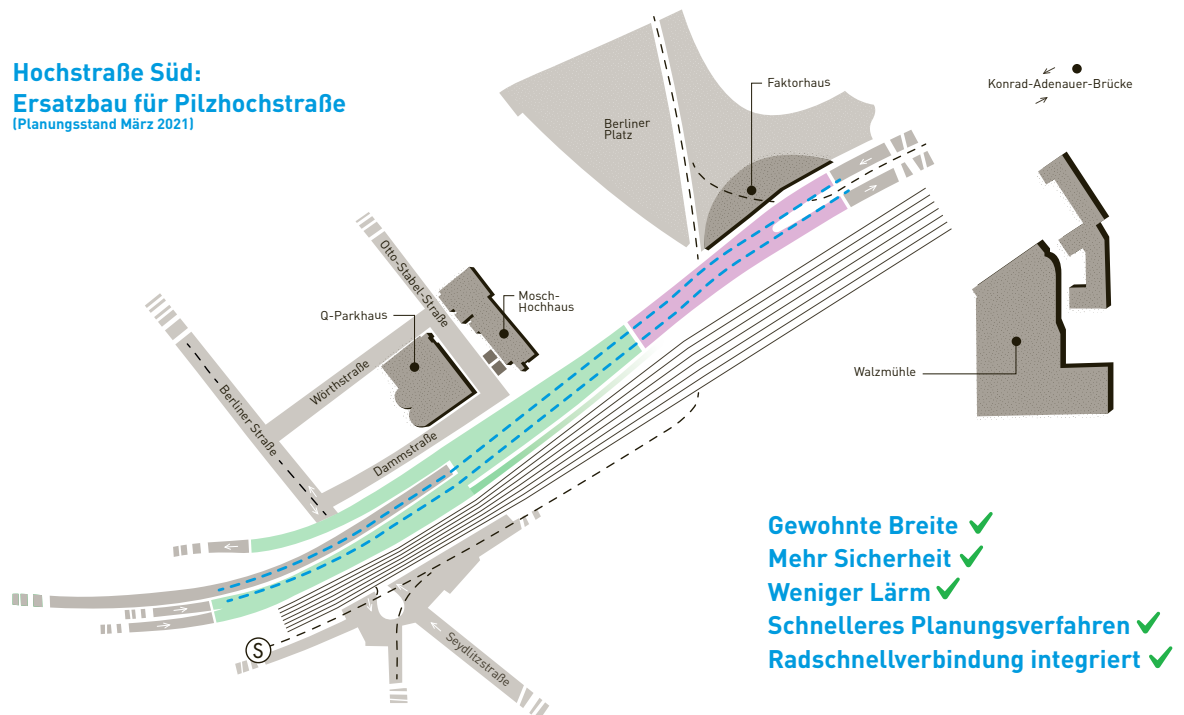 Hochstraße Süd:
Ersatzbau für Pilzhochstraße
(Planungsstand März 2021)
Faktorhaus
Konrad-Adenauer-Brücke
Berliner
Platz
Otto-Stabel-Straße
Mosch-
Hochhaus
Q-Parkhaus
Wörthstraße
Walzmühle
Berliner Straße
Dammstraße
S
Seydlitzstraße
Gewohnte Breite
Mehr Sicherheit
Weniger Lärm
Schnelleres Planungsverfahren
Radschnellverbindung integriert